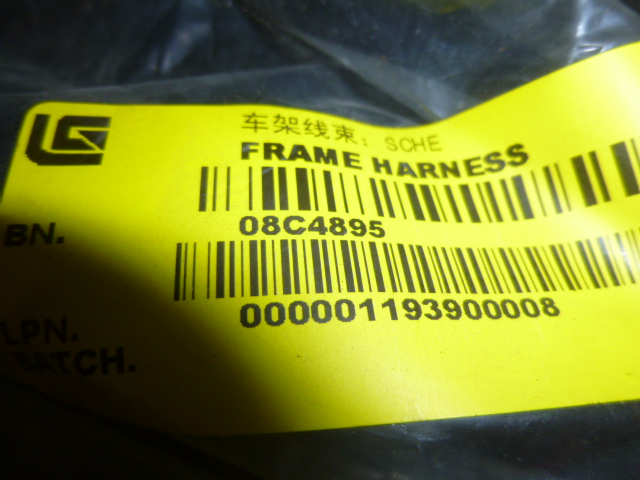 车架线束; SCHE
FRAME HARNESS
BN.
08C4895
LPN.
000001193900008
BATCH.